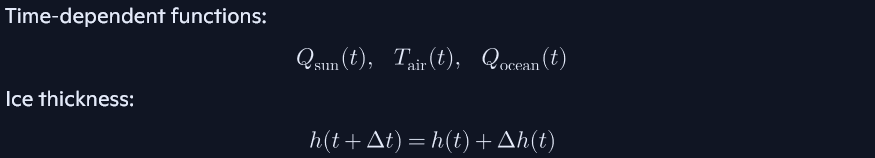 Time-dependent functions:
Q_sun(t), T_air(t), Q_ocean(t)
Ice thickness:
h(t + Δt) = h(t) + Δh(t)